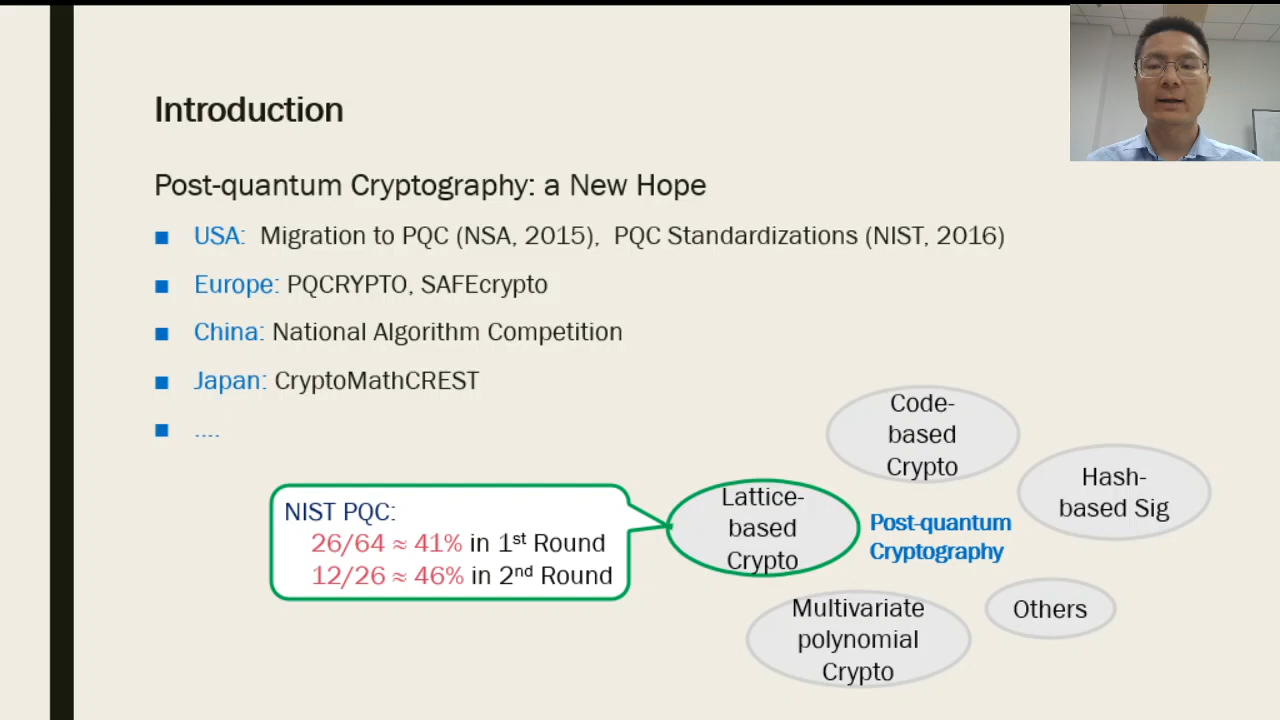 Introduction
Post-quantum Cryptography: a New Hope
USA: Migration to PQC (NSA, 2015), PQC Standardizations (NIST, 2016)
Europe: PQCRYPTO, SAFEcrypto
China: National Algorithm Competition
Japan: CryptoMathCREST
....
NIST PQC:
26/64 ≈ 41% in 1st Round
12/26 ≈ 46% in 2nd Round
Lattice-
based
Crypto
Code-
based
Crypto
Hash-
based Sig
Post-quantum
Cryptography
Multivariate
polynomial
Crypto
Others